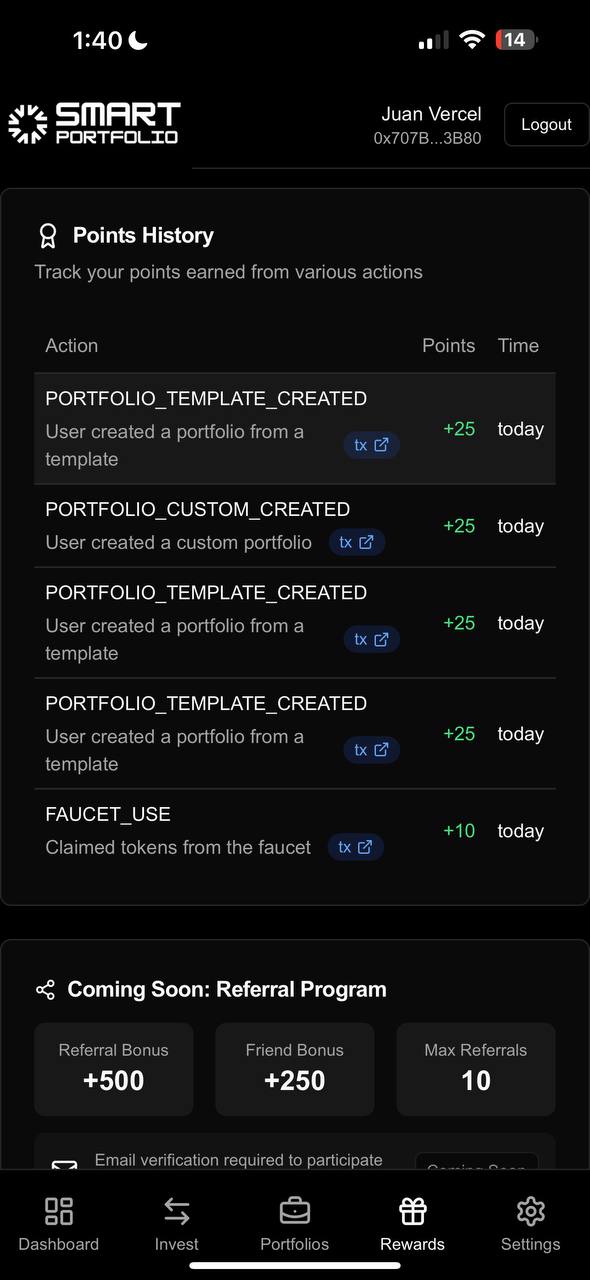 1:40
14
SMART
PORTFOLIO
Juan Vercel
0x707B...3B80
Logout
Points History
Track your points earned from various actions
Action Points Time
PORTFOLIO_TEMPLATE_CREATED
User created a portfolio from a
template
tx
+25 today
PORTFOLIO_CUSTOM_CREATED
User created a custom portfolio tx
+25 today
PORTFOLIO_TEMPLATE_CREATED
User created a portfolio from a
template
tx
+25 today
PORTFOLIO_TEMPLATE_CREATED
User created a portfolio from a
template
tx
+25 today
FAUCET_USE
Claimed tokens from the faucet tx
+10 today
Coming Soon: Referral Program
Referral Bonus
+500
Friend Bonus
+250
Max Referrals
10
Email verification required to participate
Coming Soon
Dashboard
Invest
Portfolios
Rewards
Settings